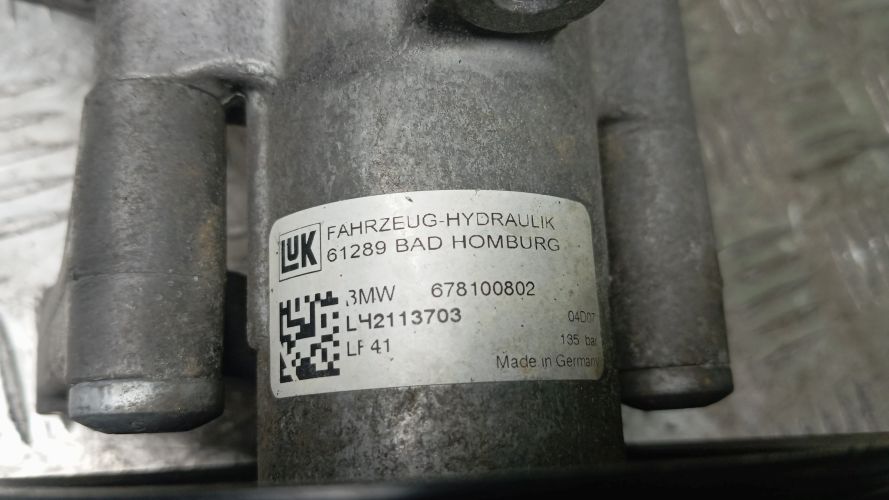 LUK
FAHRZEUG-HYDRAULIK
61289 BAD HOMBURG
BMW 678100802
LH2113703 04D07
LF 41 135 bar
Made in Germany